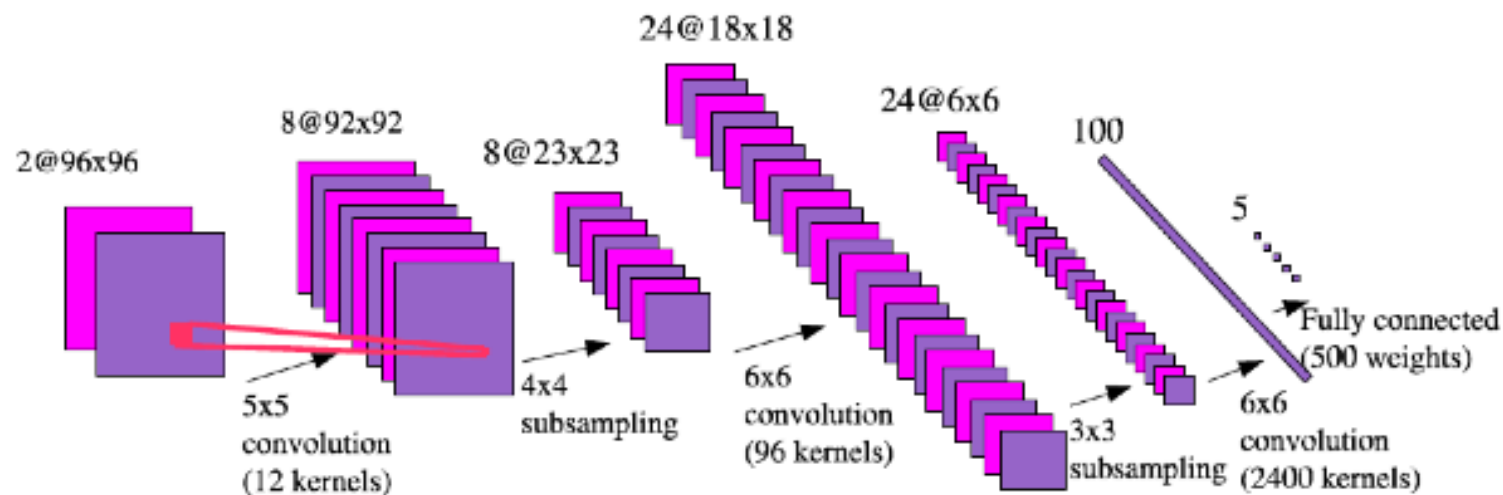 2@96x96
8@92x92
8@23x23
24@18x18
24@6x6
100
5
5x5
convolution
(12 kernels)
4x4
subsampling
6x6
convolution
(96 kernels)
3x3
subsampling
6x6
convolution
(2400 kernels)
Fully connected
(500 weights)